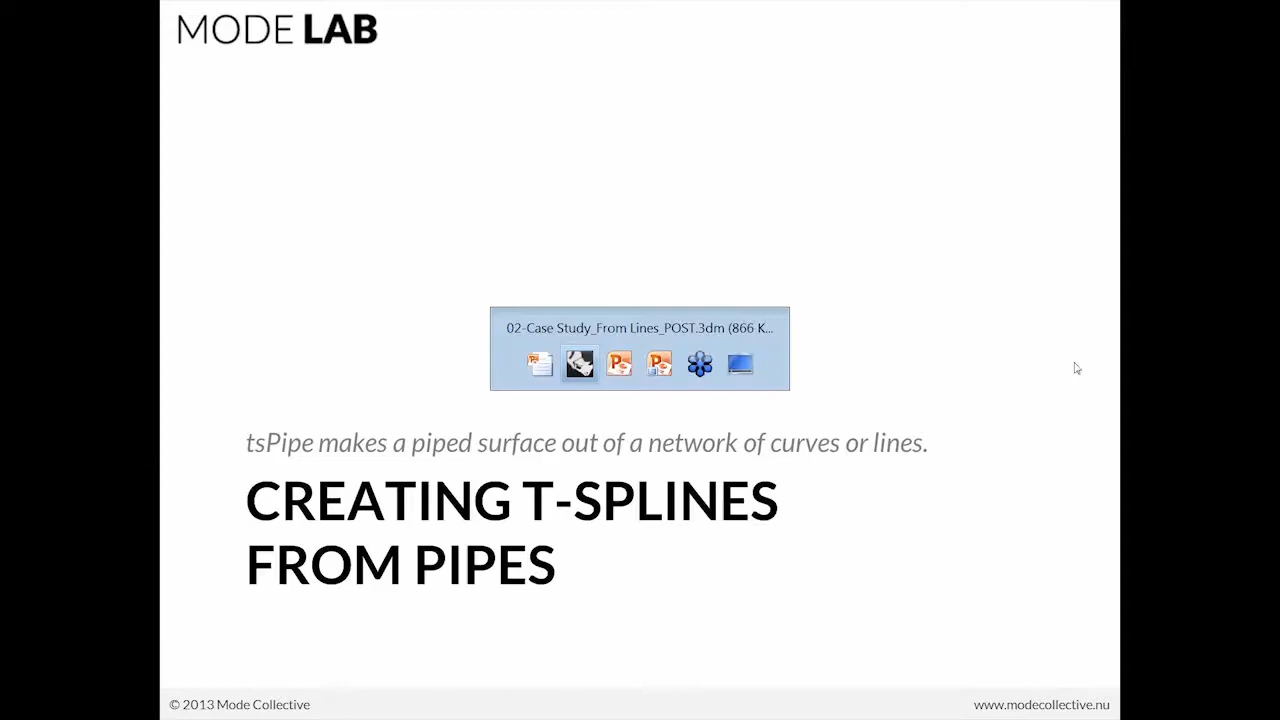 MODE LAB
02-Case Study_From Lines_POST.3dm (866 K...
tsPipe makes a piped surface out of a network of curves or lines.
CREATING T-SPLINES
FROM PIPES
© 2013 Mode Collective
www.modecollective.nu